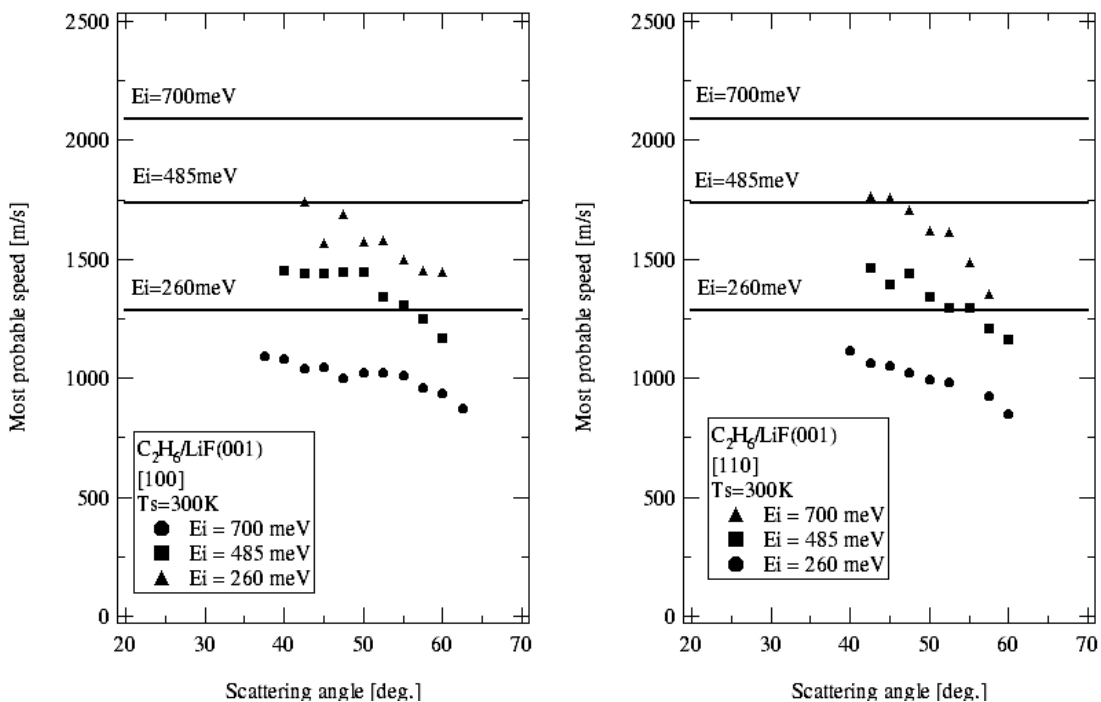 2500
2000
1500
1000
500
0
Most probable speed [m/s]
Ei=700meV
Ei=485meV
Ei=260meV
C₂H₆/LiF(001)
[100]
Ts=300K
● Ei = 700 meV
■ Ei = 485 meV
▲ Ei = 260 meV
20 30 40 50 60 70
Scattering angle [deg.]
2500
2000
1500
1000
500
0
Most probable speed [m/s]
Ei=700meV
Ei=485meV
Ei=260meV
C₂H₆/LiF(001)
[110]
Ts=300K
▲ Ei = 700 meV
■ Ei = 485 meV
● Ei = 260 meV
20 30 40 50 60 70
Scattering angle [deg.]